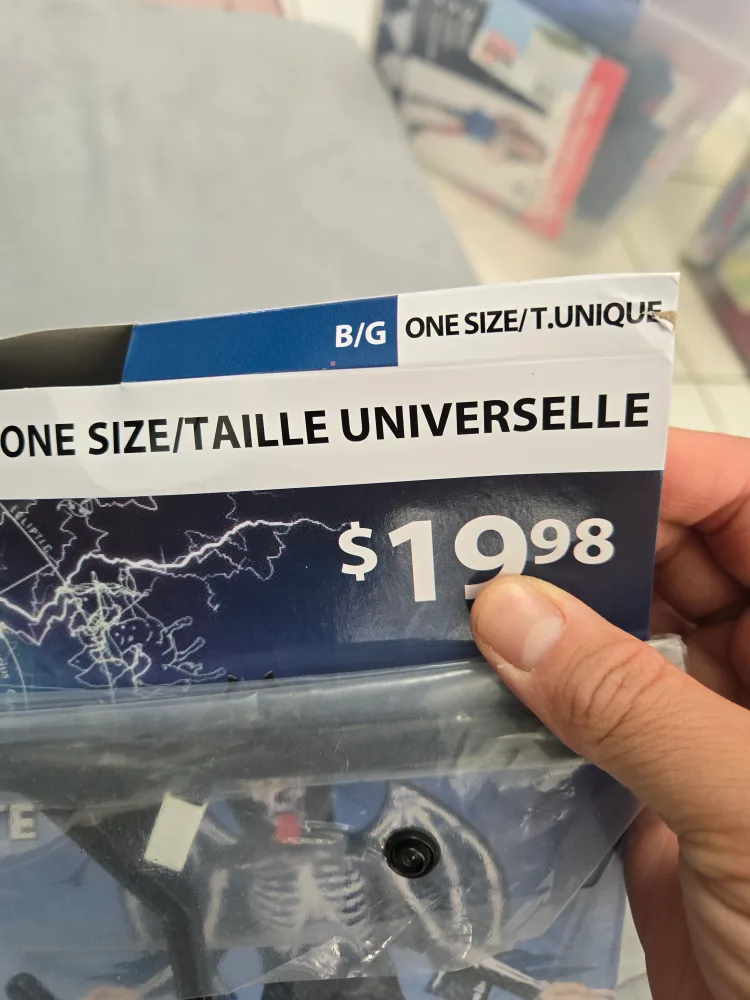 B/G ONE SIZE/T.UNIQUE
ONE SIZE/TAILLE UNIVERSELLE
$1998